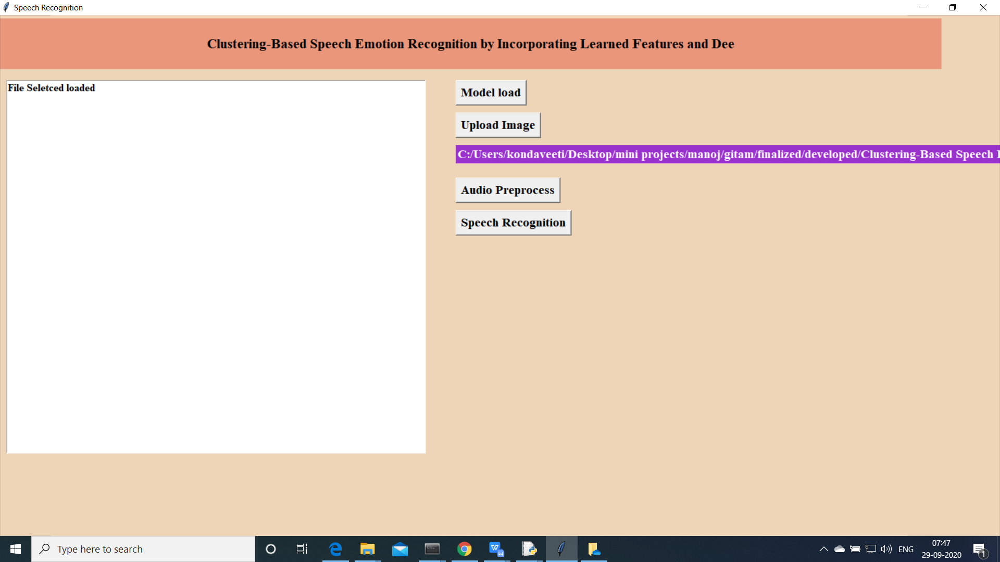 Speech Recognition
Clustering-Based Speech Emotion Recognition by Incorporating Learned Features and Dee
File Seletced loaded
Model load
Upload Image
C:/Users/kondaveeti/Desktop/mini projects/manoj/gitam/finalized/developed/Clustering-Based Speech
Audio Preprocess
Speech Recognition
Type here to search
ENG
07:47
29-09-2020
1